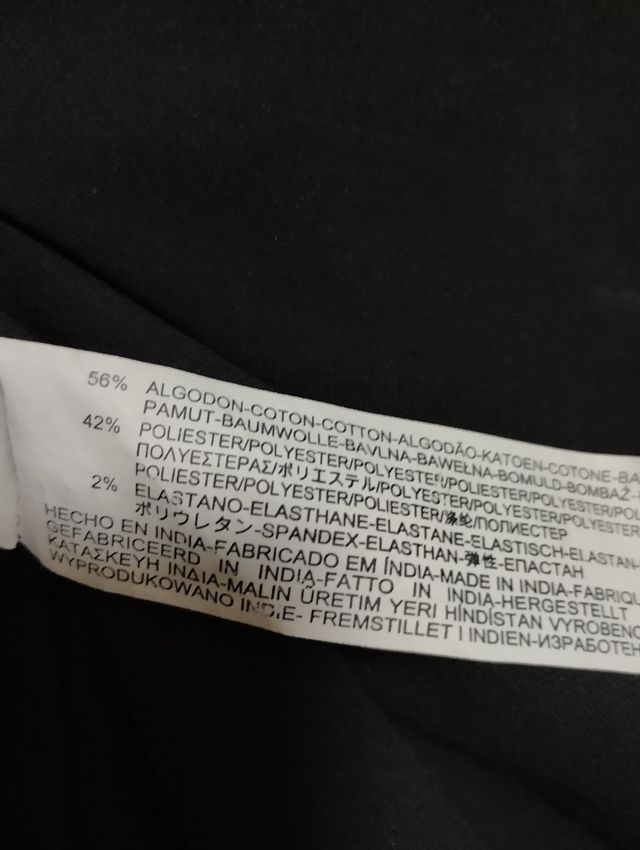 56% ALGODON-COTON-COTTON-ALGODÃO-KATOEN-COTONE-BA
PAMUT-BAUMWOLLE-BAVLNA-BAWEŁNA-BOMULD-BOMBAŽ-
42% POLIESTER/POLYESTER/POLYESTER/POLIESTER/POLYESTER/POL
ΠΟΛΥΕΣΤΕΡΑΣ/ポリエステル/POLYESTER/POLYESTER/POLYESTER
POLIESTER/POLYESTER/POLIESTER/涤纶/ПОЛИЕСТЕР
2% ELASTANO-ELASTHANE-ELASTANE-ELASTISCH-ELASTAN-
ポリウレタン-SPANDEX-ELASTHAN-弹性-ЕПАСТАН
HECHO EN INDIA-FABRICADO EM ÍNDIA-MADE IN INDIA-FABRIQU
GEFABRICEERD IN INDIA-FATTO IN INDIA-HERGESTELLT
ΚΑΤΑΣΚΕΥΗ ΙΝΔΙΑ-MALIN ÜRETIM YERI HİNDİSTAN VYROBENO
WYPRODUKOWANO INDIE- FREMSTILLET I INDIEN-ИЗРАБОТЕН